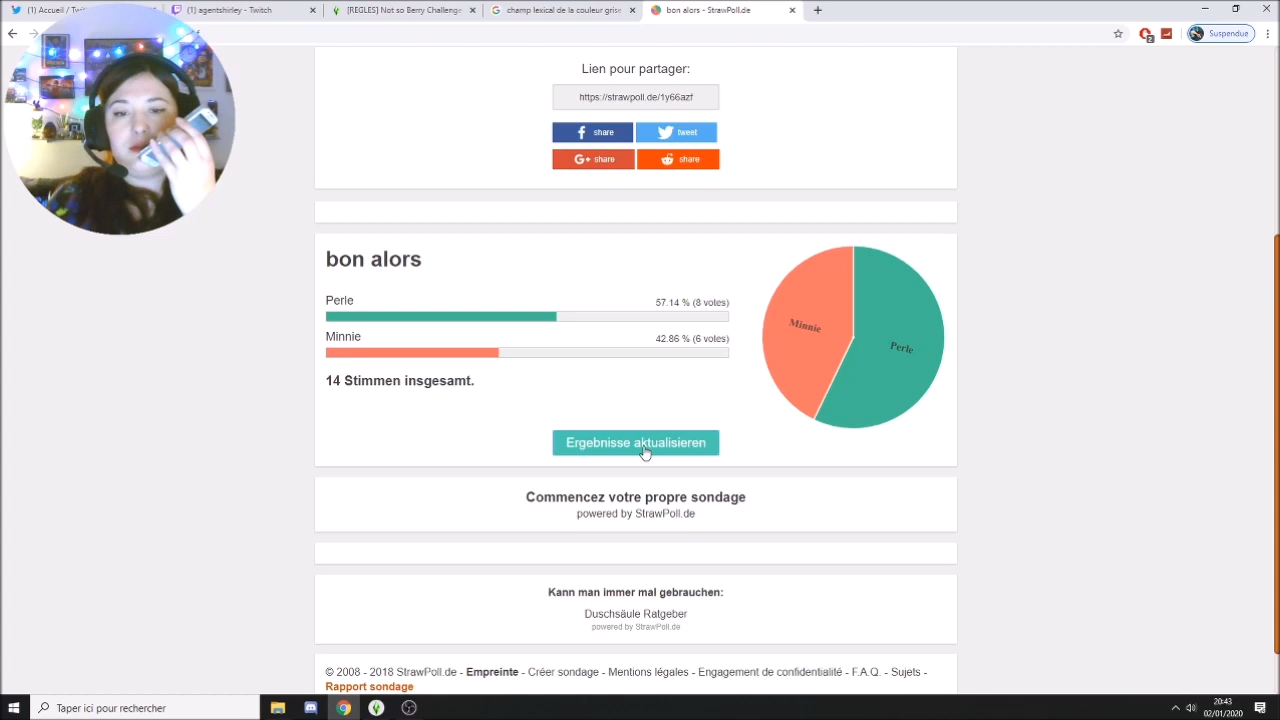 (1) Accueil / Twitter
(1) agentshirley - Twitch
[REGLES] Not so Berry Challenge
champ lexical de la couleur grise
bon alors - StrawPoll.de
Suspendue
2
Lien pour partager:
https://strawpoll.de/1y66azf
share
tweet
share
share
bon alors
Perle
57.14 % (8 votes)
Minnie
42.86 % (6 votes)
14 Stimmen insgesamt.
Minnie
Perle
Ergebnisse aktualisieren
Commencez votre propre sondage
powered by StrawPoll.de
Kann man immer mal gebrauchen:
Duschsäule Ratgeber
powered by StrawPoll.de
© 2008 - 2018 StrawPoll.de - Empreinte - Créer sondage - Mentions légales - Engagement de confidentialité - F.A.Q. - Sujets -
Rapport sondage
Taper ici pour rechercher
20:43
02/01/2020